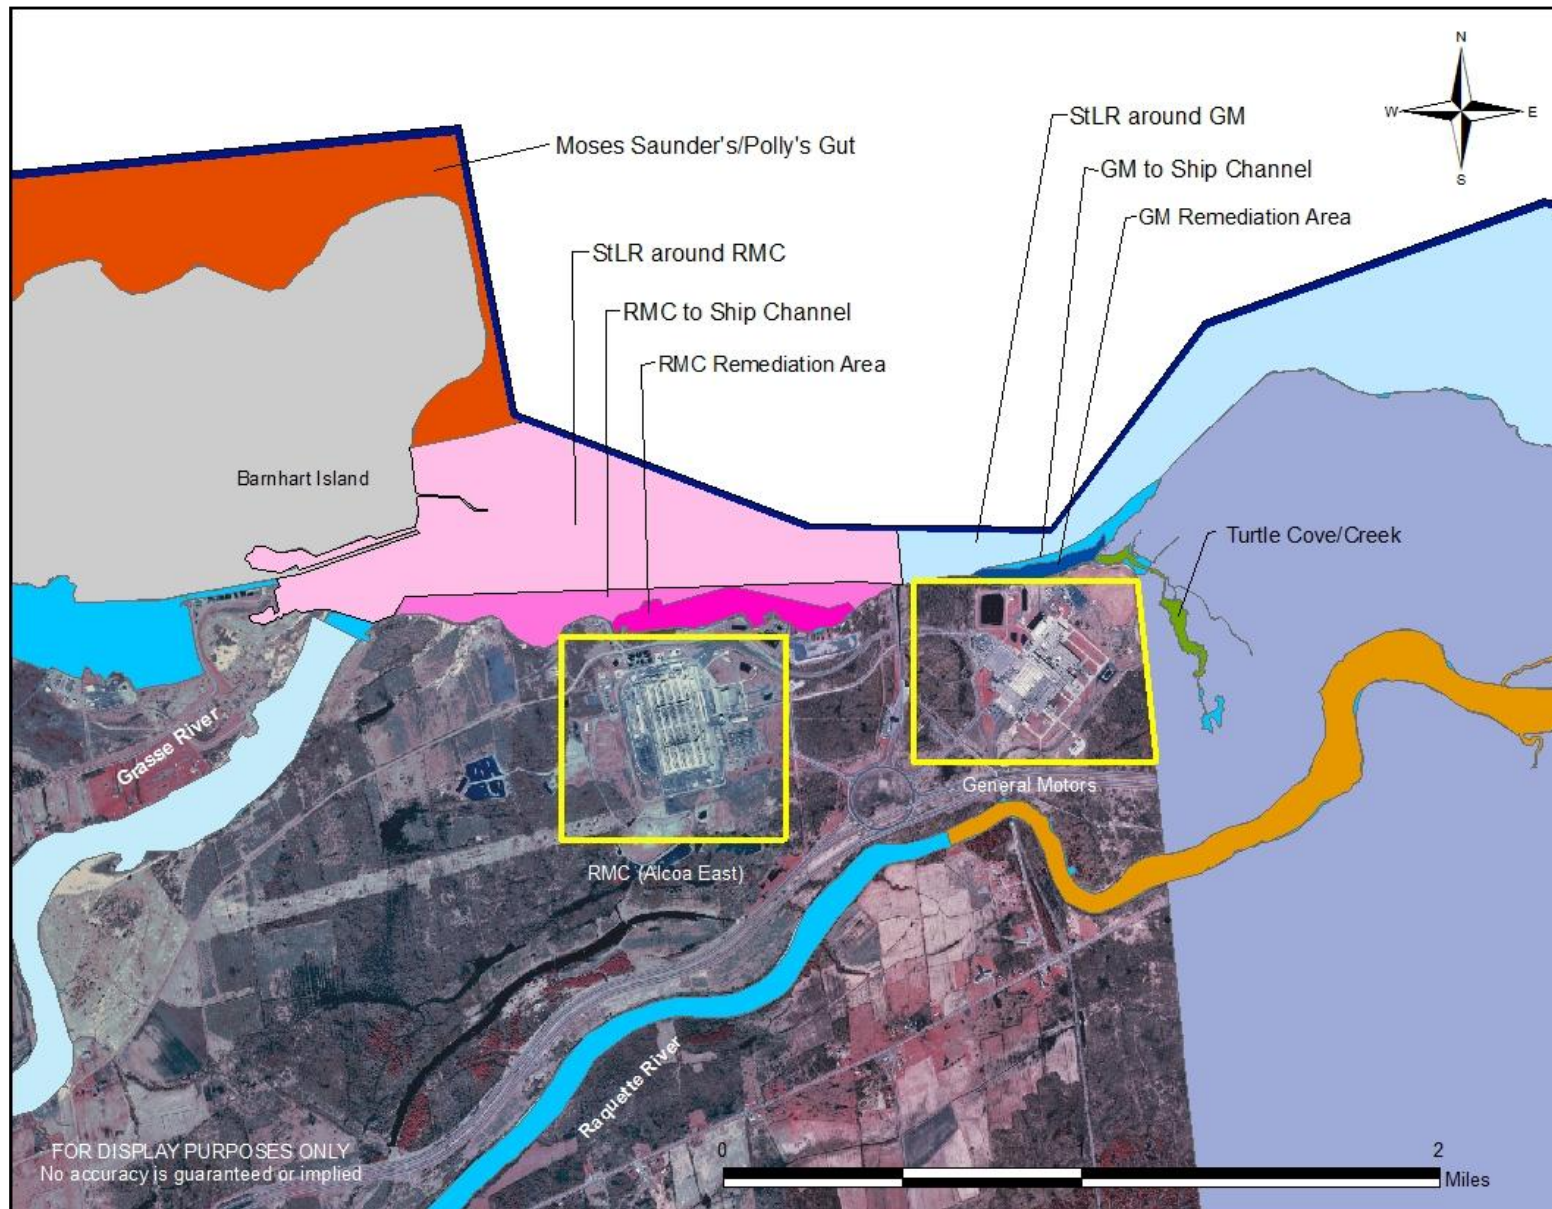 N
W E
S
StLR around GM
Moses Saunder's/Polly's Gut
GM to Ship Channel
GM Remediation Area
StLR around RMC
RMC to Ship Channel
RMC Remediation Area
Barnhart Island
Turtle Cove/Creek
Grasse River
General Motors
RMC (Alcoa East)
Raquette River
FOR DISPLAY PURPOSES ONLY
No accuracy is guaranteed or implied
0 2
Miles